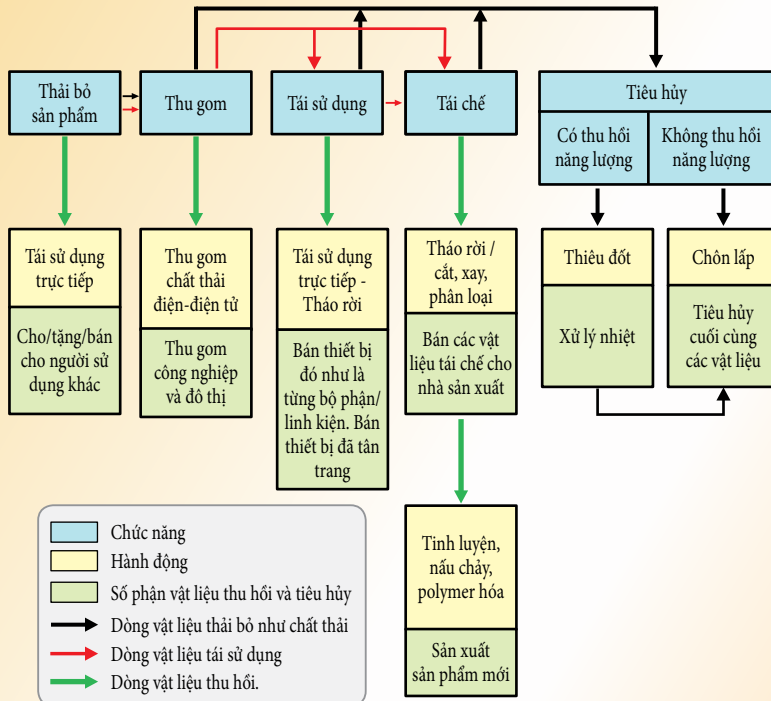 Thải bỏ
sản phẩm
Thu gom
Tái sử dụng
Tái chế
Tiêu hủy
Có thu hồi
năng lượng
Không thu hồi
năng lượng
Tái sử dụng
trực tiếp
Cho/tặng/bán
cho người sử
dụng khác
Thu gom
chất thải
điện-điện tử
Thu gom
công nghiệp
và đô thị
Tái sử dụng
trực tiếp -
Tháo rời
Bán thiết bị
đó như là
từng bộ phận/
linh kiện. Bán
thiết bị đã tân
trang
Tháo rời /
cắt, xay,
phân loại
Bán các vật
liệu tái chế cho
nhà sản xuất
Thiêu đốt
Xử lý nhiệt
Chôn lấp
Tiêu hủy
cuối cùng
các vật liệu
Tinh luyện,
nấu chảy,
polymer hóa
Sản xuất
sản phẩm mới
Chức năng
Hành động
Số phận vật liệu thu hồi và tiêu hủy
Dòng vật liệu thải bỏ như chất thải
Dòng vật liệu tái sử dụng
Dòng vật liệu thu hồi.